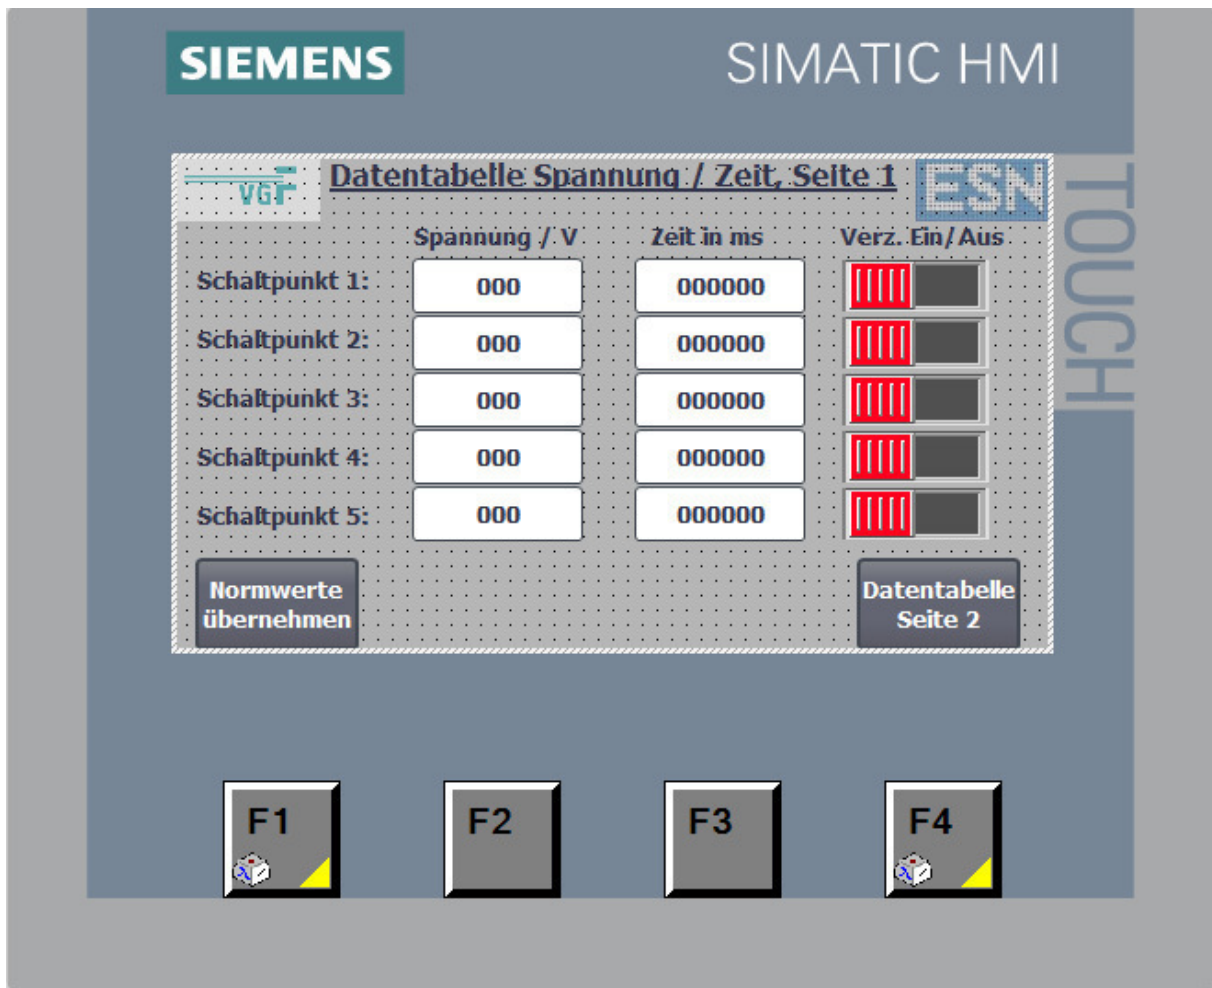 SIEMENS
SIMATIC HMI
TOUCH
VGF
Datentabelle Spannung / Zeit, Seite 1
ESN
Spannung / V Zeit in ms Verz. Ein/Aus
Schaltpunkt 1: 000 000000
Schaltpunkt 2: 000 000000
Schaltpunkt 3: 000 000000
Schaltpunkt 4: 000 000000
Schaltpunkt 5: 000 000000
Normwerte
übernehmen
Datentabelle
Seite 2
F1 F2 F3 F4